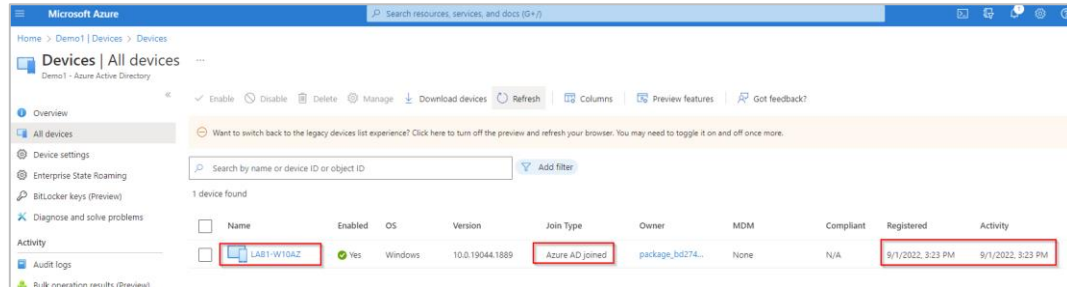 Microsoft Azure
Search resources, services, and docs (G+/)
1
Home > Demo1 | Devices > Devices
Devices | All devices ...
Demo1 - Azure Active Directory
Enable Disable Delete Manage Download devices Refresh Columns Preview features Got feedback?
Overview
All devices
Device settings
Enterprise State Roaming
BitLocker keys (Preview)
Diagnose and solve problems
Activity
Audit logs
Bulk operation results (Preview)
Want to switch back to the legacy devices list experience? Click here to turn off the preview and refresh your browser. You may need to toggle it on and off once more.
Search by name or device ID or object ID
Add filter
1 device found
Name Enabled OS Version Join Type Owner MDM Compliant Registered Activity
LAB1-W10AZ Yes Windows 10.0.19044.1889 Azure AD joined package_bd274... None N/A 9/1/2022, 3:23 PM 9/1/2022, 3:23 PM